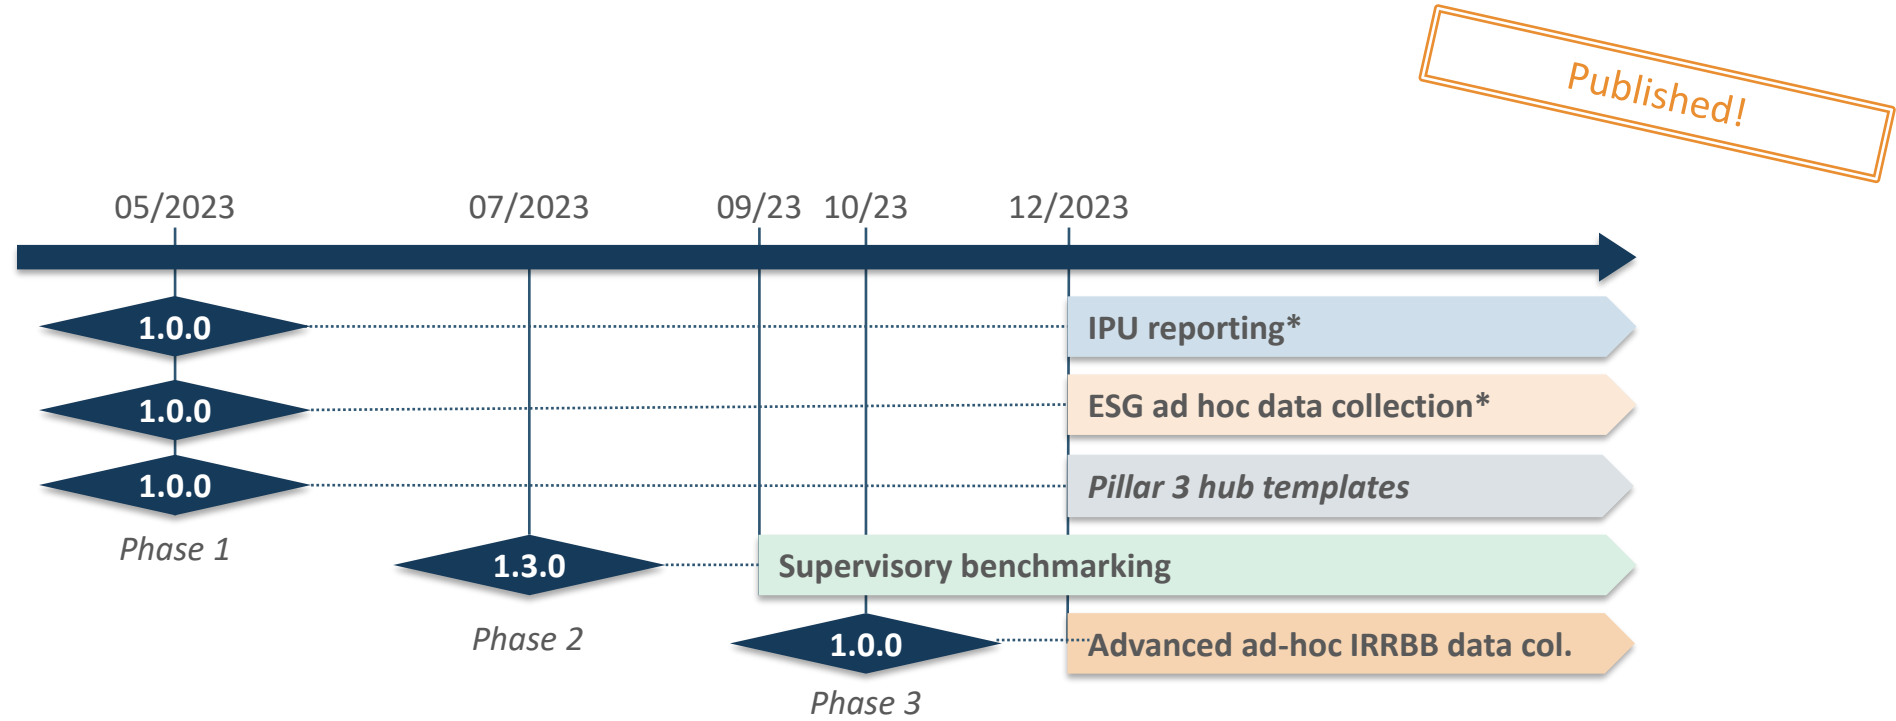 Published!
05/2023 07/2023 09/23 10/23 12/2023
1.0.0 IPU reporting*
1.0.0 ESG ad hoc data collection*
1.0.0 Pillar 3 hub templates
Phase 1
1.3.0 Supervisory benchmarking
Phase 2
1.0.0 Advanced ad-hoc IRRBB data col.
Phase 3